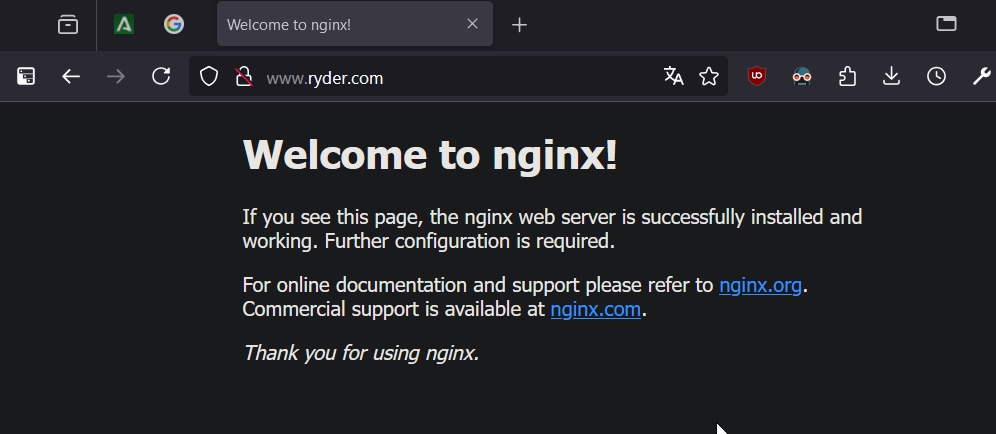 Welcome to nginx!
www.ryder.com
Welcome to nginx!
If you see this page, the nginx web server is successfully installed and
working. Further configuration is required.
For online documentation and support please refer to nginx.org.
Commercial support is available at nginx.com.
Thank you for using nginx.